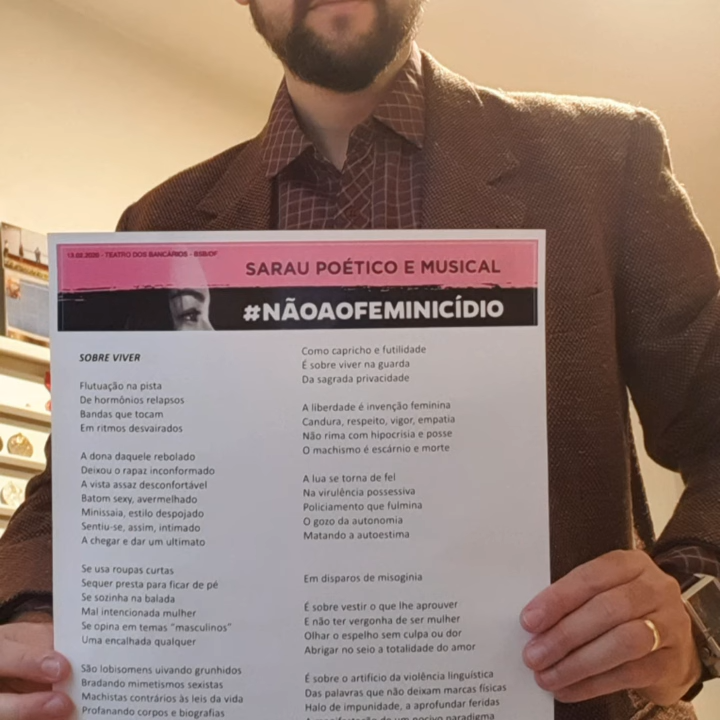 13.02.2020 - TEATRO DOS BANCÁRIOS - BSB/DF
SARAU POÉTICO E MUSICAL
#NÃOAOFEMINICÍDIO
SOBRE VIVER
Flutuação na pista
De hormônios relapsos
Bandas que tocam
Em ritmos desvairados
A dona daquele rebolado
Deixou o rapaz inconformado
A vista assaz desconfortável
Batom sexy, avermelhado
Minissaia, estilo despojado
Sentiu-se, assim, intimado
A chegar e dar um ultimato
Se usa roupas curtas
Sequer presta para ficar de pé
Se sozinha na balada
Mal intencionada mulher
Se opina em temas "masculinos"
Uma encalhada qualquer
São lobisomens uivando grunhidos
Bradando mimetismos sexistas
Machistas contrários às leis da vida
Profanando corpos e biografias
Como capricho e futilidade
É sobre viver na guarda
Da sagrada privacidade
A liberdade é invenção feminina
Candura, respeito, vigor, empatia
Não rima com hipocrisia e posse
O machismo é escárnio e morte
A lua se torna de fel
Na virulência possessiva
Policiamento que fulmina
O gozo da autonomia
Matando a autoestima
Em disparos de misoginia
É sobre vestir o que lhe aprouver
E não ter vergonha de ser mulher
Olhar o espelho sem culpa ou dor
Abrigar no seio a totalidade do amor
É sobre o artifício da violência linguística
Das palavras que não deixam marcas físicas
Halo de impunidade, a aprofundar feridas
A manifestação de um nocivo paradigma